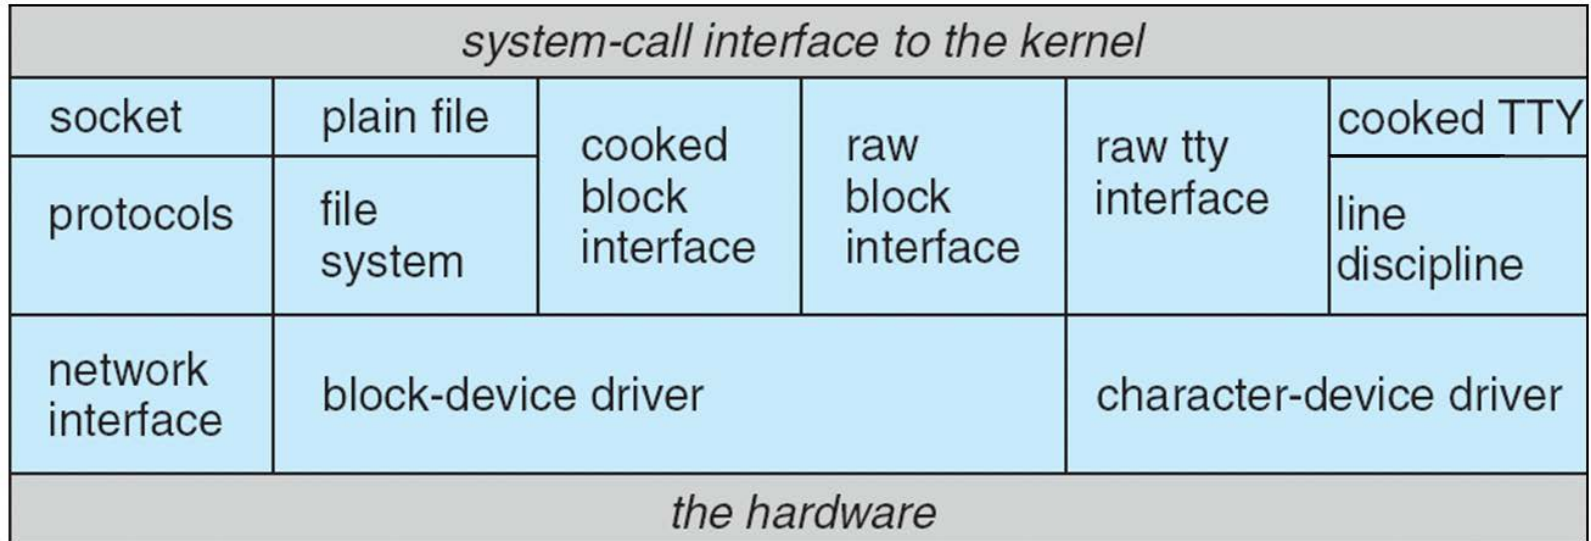 system-call interface to the kernel
socket
plain file
cooked
block
interface
raw
block
interface
raw tty
interface
cooked TTY
protocols
file
system
line
discipline
network
interface
block-device driver
character-device driver
the hardware